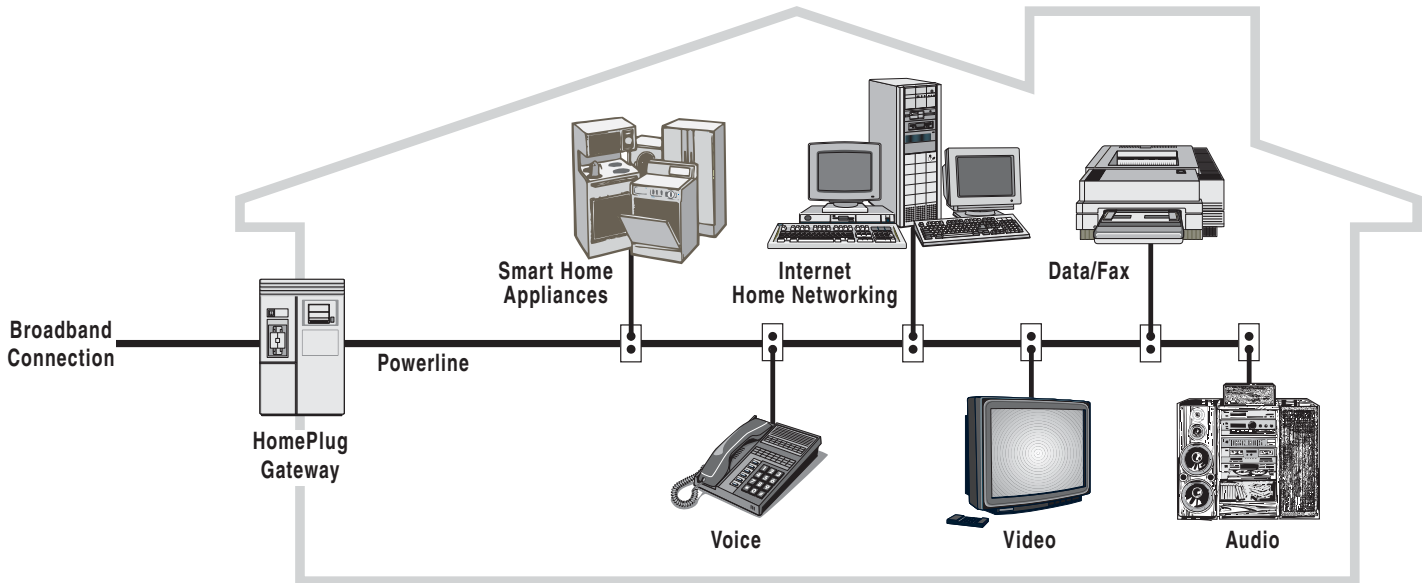 Smart Home
Appliances
Internet
Home Networking
Data/Fax
Broadband
Connection
Powerline
HomePlug
Gateway
Voice
Video
Audio